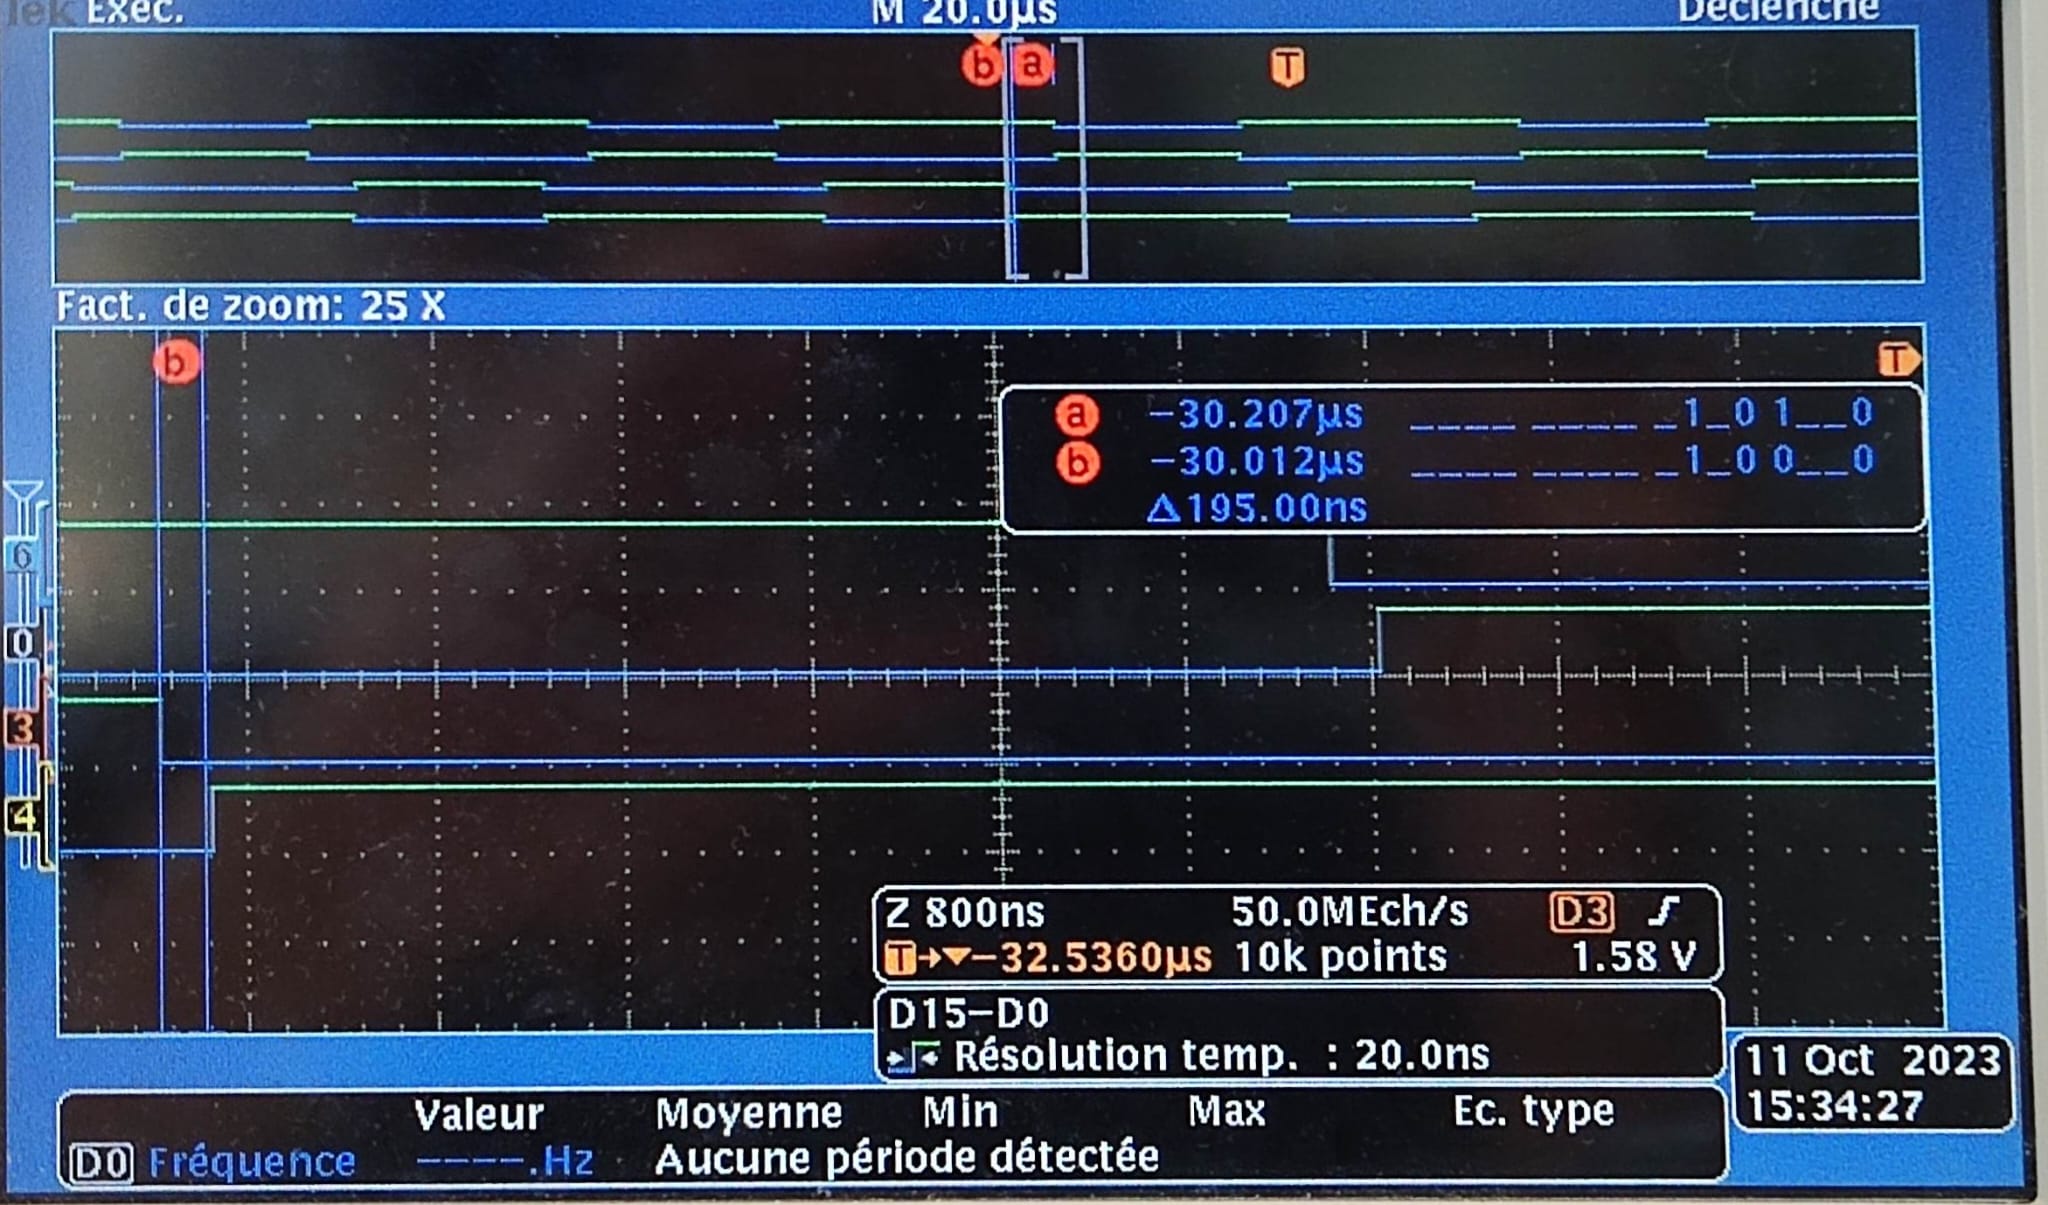 Tek Exec. M 20.0µs Déclenché
b a T
Fact. de zoom: 25 X
b T
a -30.207µs ____ ____ _1_0 1__0
b -30.012µs ____ ____ _1_0 0__0
Δ195.00ns
6
0
3
4
Z 800ns 50.0MEch/s D3
T→▼-32.5360µs 10k points 1.58 V
D15-D0
Résolution temp. : 20.0ns
11 Oct 2023
15:34:27
Valeur Moyenne Min Max Ec. type
D0 Fréquence ----.Hz Aucune période détectée